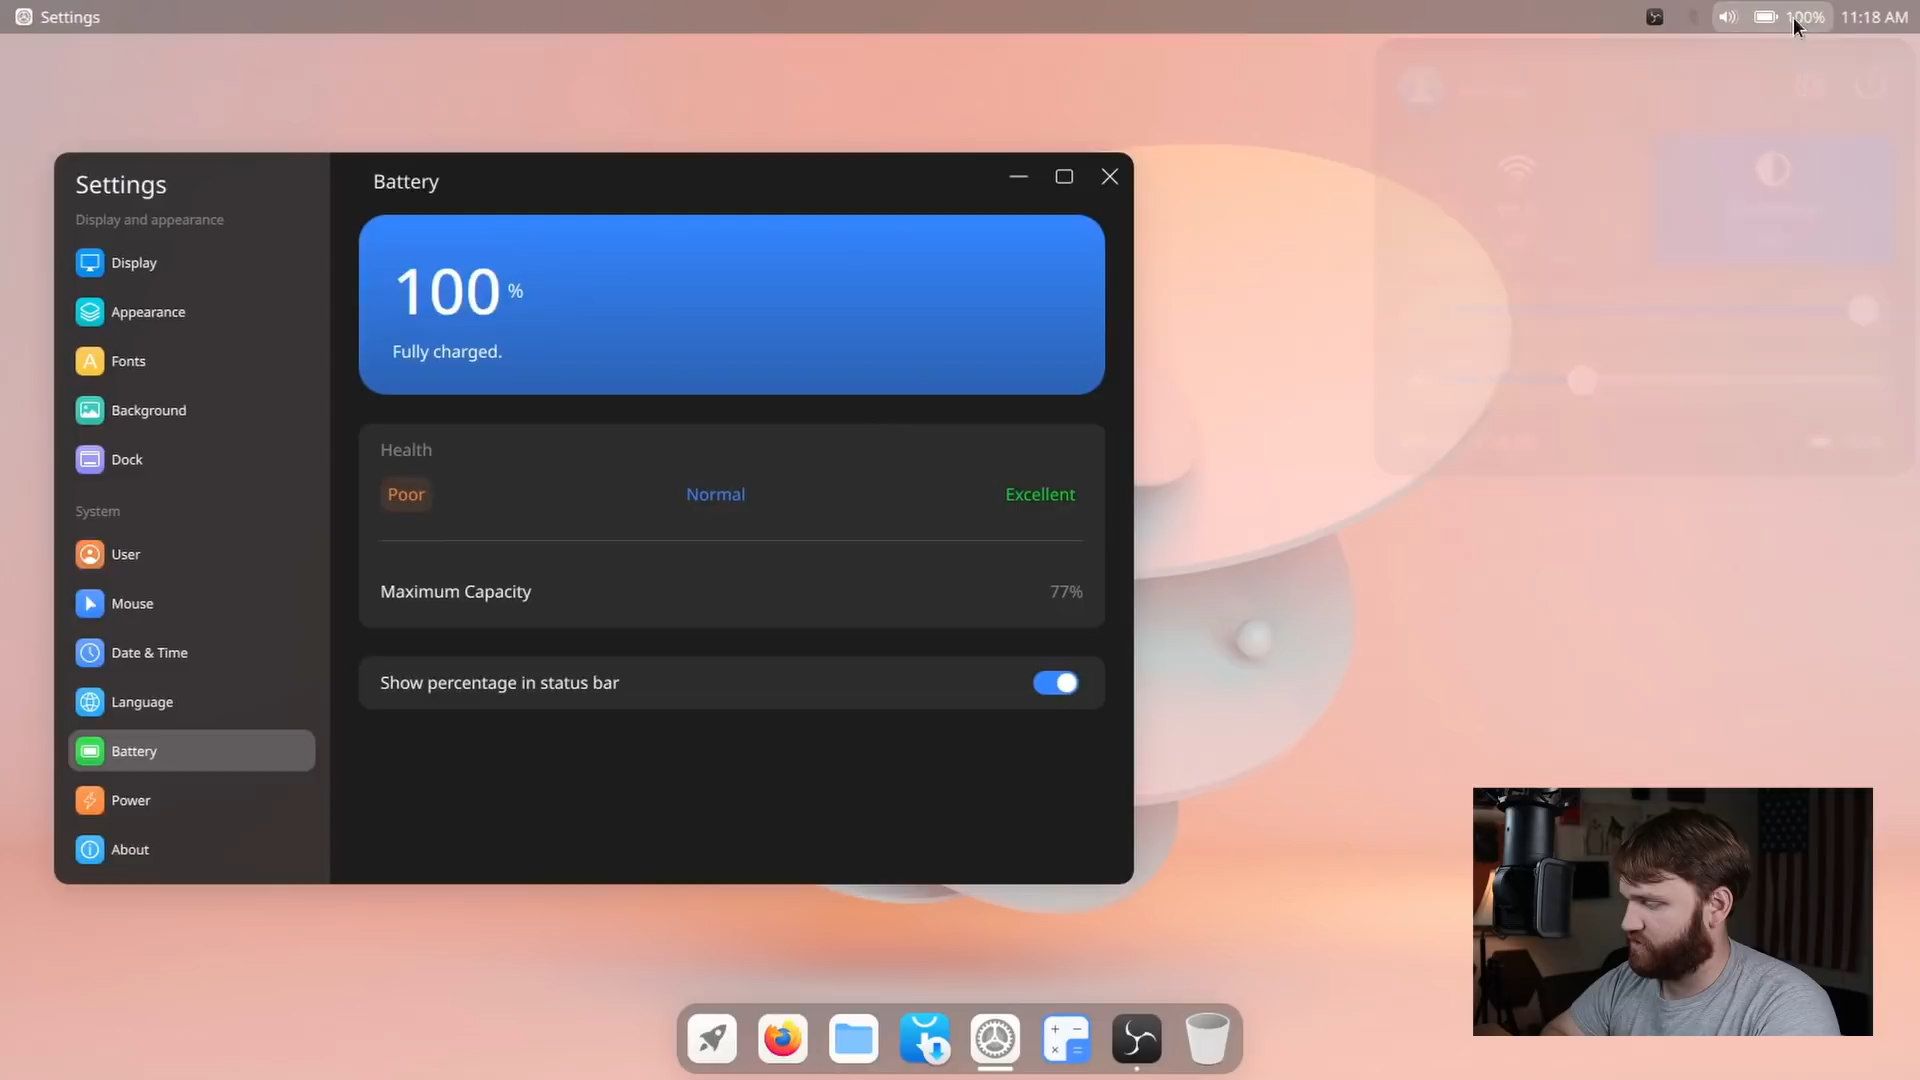 Settings
100%
11:18 AM
Settings
Display and appearance
Display
Appearance
Fonts
Background
Dock
System
User
Mouse
Date & Time
Language
Battery
Power
About
Battery
100 %
Fully charged.
Health
Poor
Normal
Excellent
Maximum Capacity
77%
Show percentage in status bar